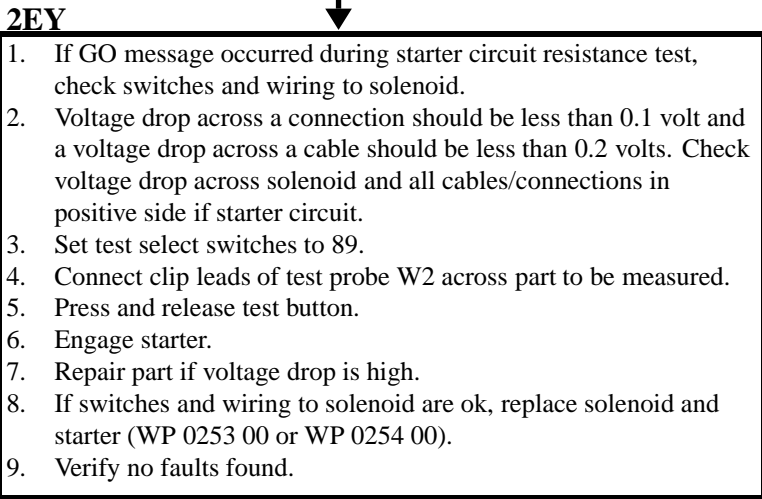 2EY
1. If GO message occurred during starter circuit resistance test,
check switches and wiring to solenoid.
2. Voltage drop across a connection should be less than 0.1 volt and
a voltage drop across a cable should be less than 0.2 volts. Check
voltage drop across solenoid and all cables/connections in
positive side if starter circuit.
3. Set test select switches to 89.
4. Connect clip leads of test probe W2 across part to be measured.
5. Press and release test button.
6. Engage starter.
7. Repair part if voltage drop is high.
8. If switches and wiring to solenoid are ok, replace solenoid and
starter (WP 0253 00 or WP 0254 00).
9. Verify no faults found.